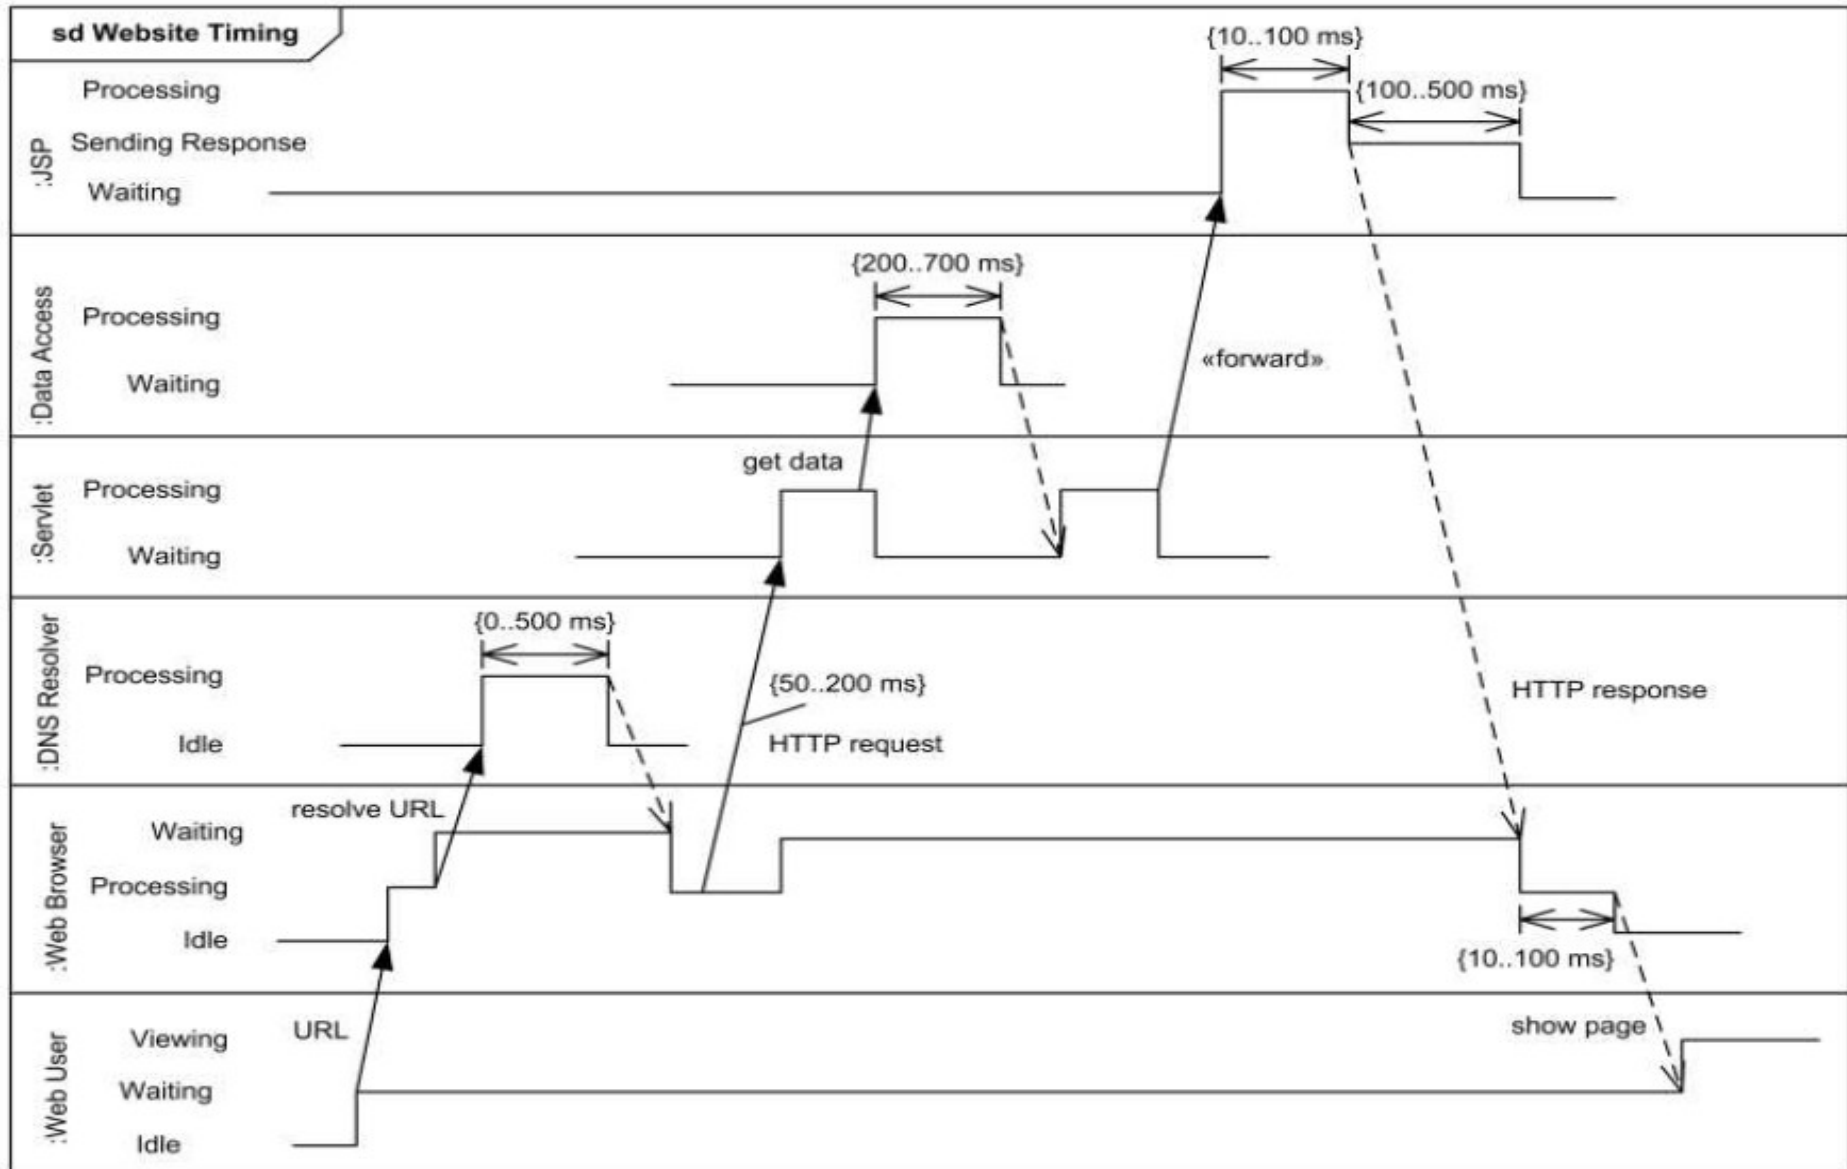 sd Website Timing
{10..100 ms}
Processing
{100..500 ms}
Sending Response
:JSP
Waiting
{200..700 ms}
Processing
:Data Access
«forward»
Waiting
get data
Processing
:Servlet
Waiting
{0..500 ms}
Processing
:DNS Resolver
{50..200 ms}
HTTP response
Idle
HTTP request
resolve URL
Waiting
:Web Browser
Processing
Idle
{10..100 ms}
URL
show page
Viewing
:Web User
Waiting
Idle